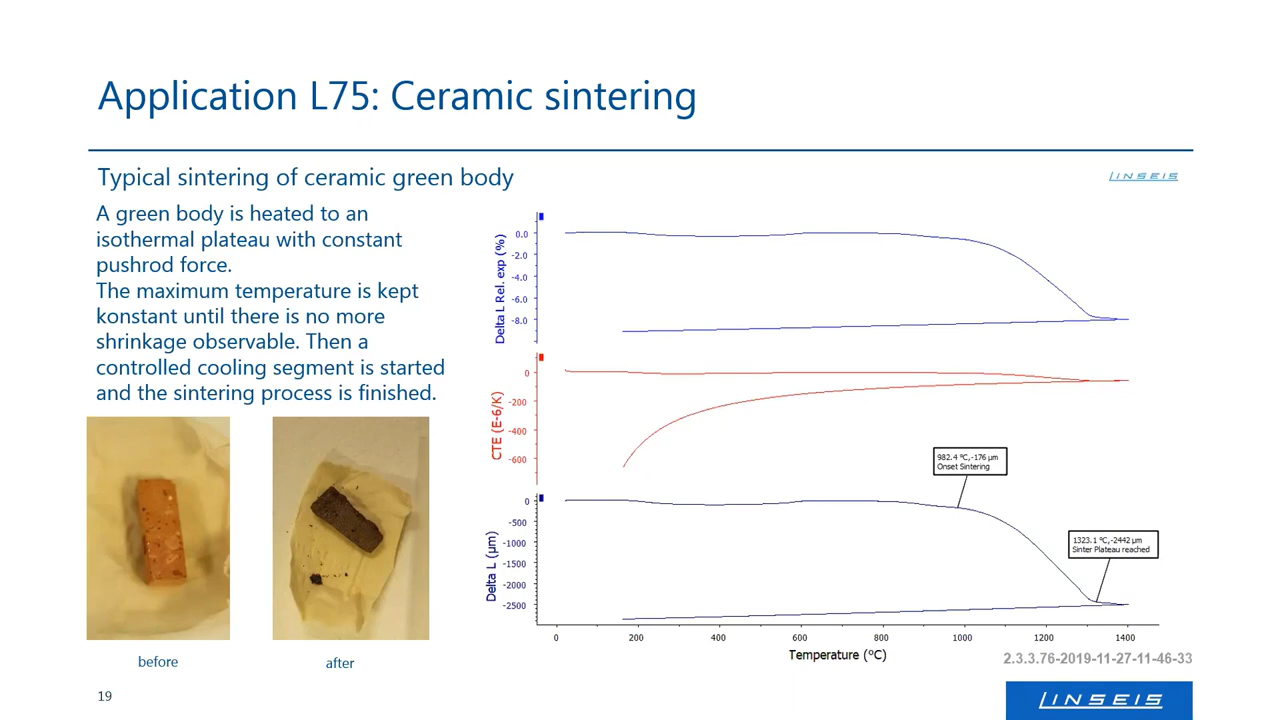 Application L75: Ceramic sintering
Typical sintering of ceramic green body
LINSEIS
A green body is heated to an
isothermal plateau with constant
pushrod force.
The maximum temperature is kept
konstant until there is no more
shrinkage observable. Then a
controlled cooling segment is started
and the sintering process is finished.
before
after
Delta L Rel. exp (%)
0.0
-2.0
-4.0
-6.0
-8.0
CTE (E-6/K)
0
-200
-400
-600
Delta L (µm)
0
-500
-1000
-1500
-2000
-2500
982.4 °C,-176 µm
Onset Sintering
1323.1 °C,-2442 µm
Sinter Plateau reached
0 200 400 600 800 1000 1200 1400
Temperature (°C)
2.3.3.76-2019-11-27-11-46-33
19
LINSEIS